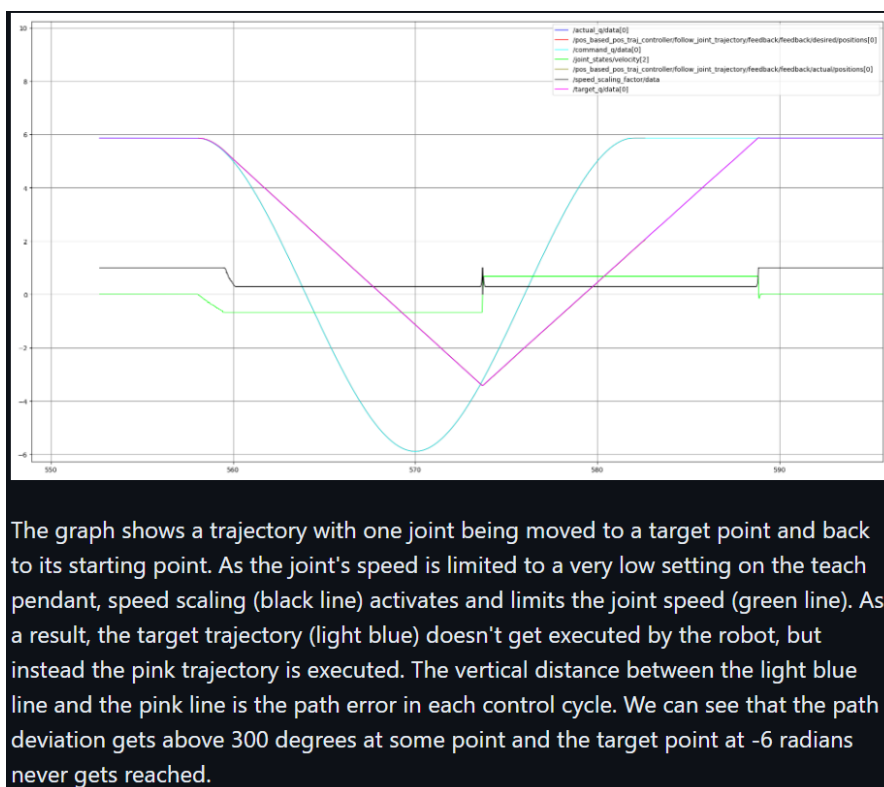 10
8
6
4
2
0
−2
−4
−6
550
560
570
580
590
/actual_q/data[0]
/pos_based_pos_traj_controller/follow_joint_trajectory/feedback/feedback/desired/positions[0]
/command_q/data[0]
/joint_states/velocity[2]
/pos_based_pos_traj_controller/follow_joint_trajectory/feedback/feedback/actual/positions[0]
/speed_scaling_factor/data
/target_q/data[0]
The graph shows a trajectory with one joint being moved to a target point and back
to its starting point. As the joint's speed is limited to a very low setting on the teach
pendant, speed scaling (black line) activates and limits the joint speed (green line). As
a result, the target trajectory (light blue) doesn't get executed by the robot, but
instead the pink trajectory is executed. The vertical distance between the light blue
line and the pink line is the path error in each control cycle. We can see that the path
deviation gets above 300 degrees at some point and the target point at -6 radians
never gets reached.